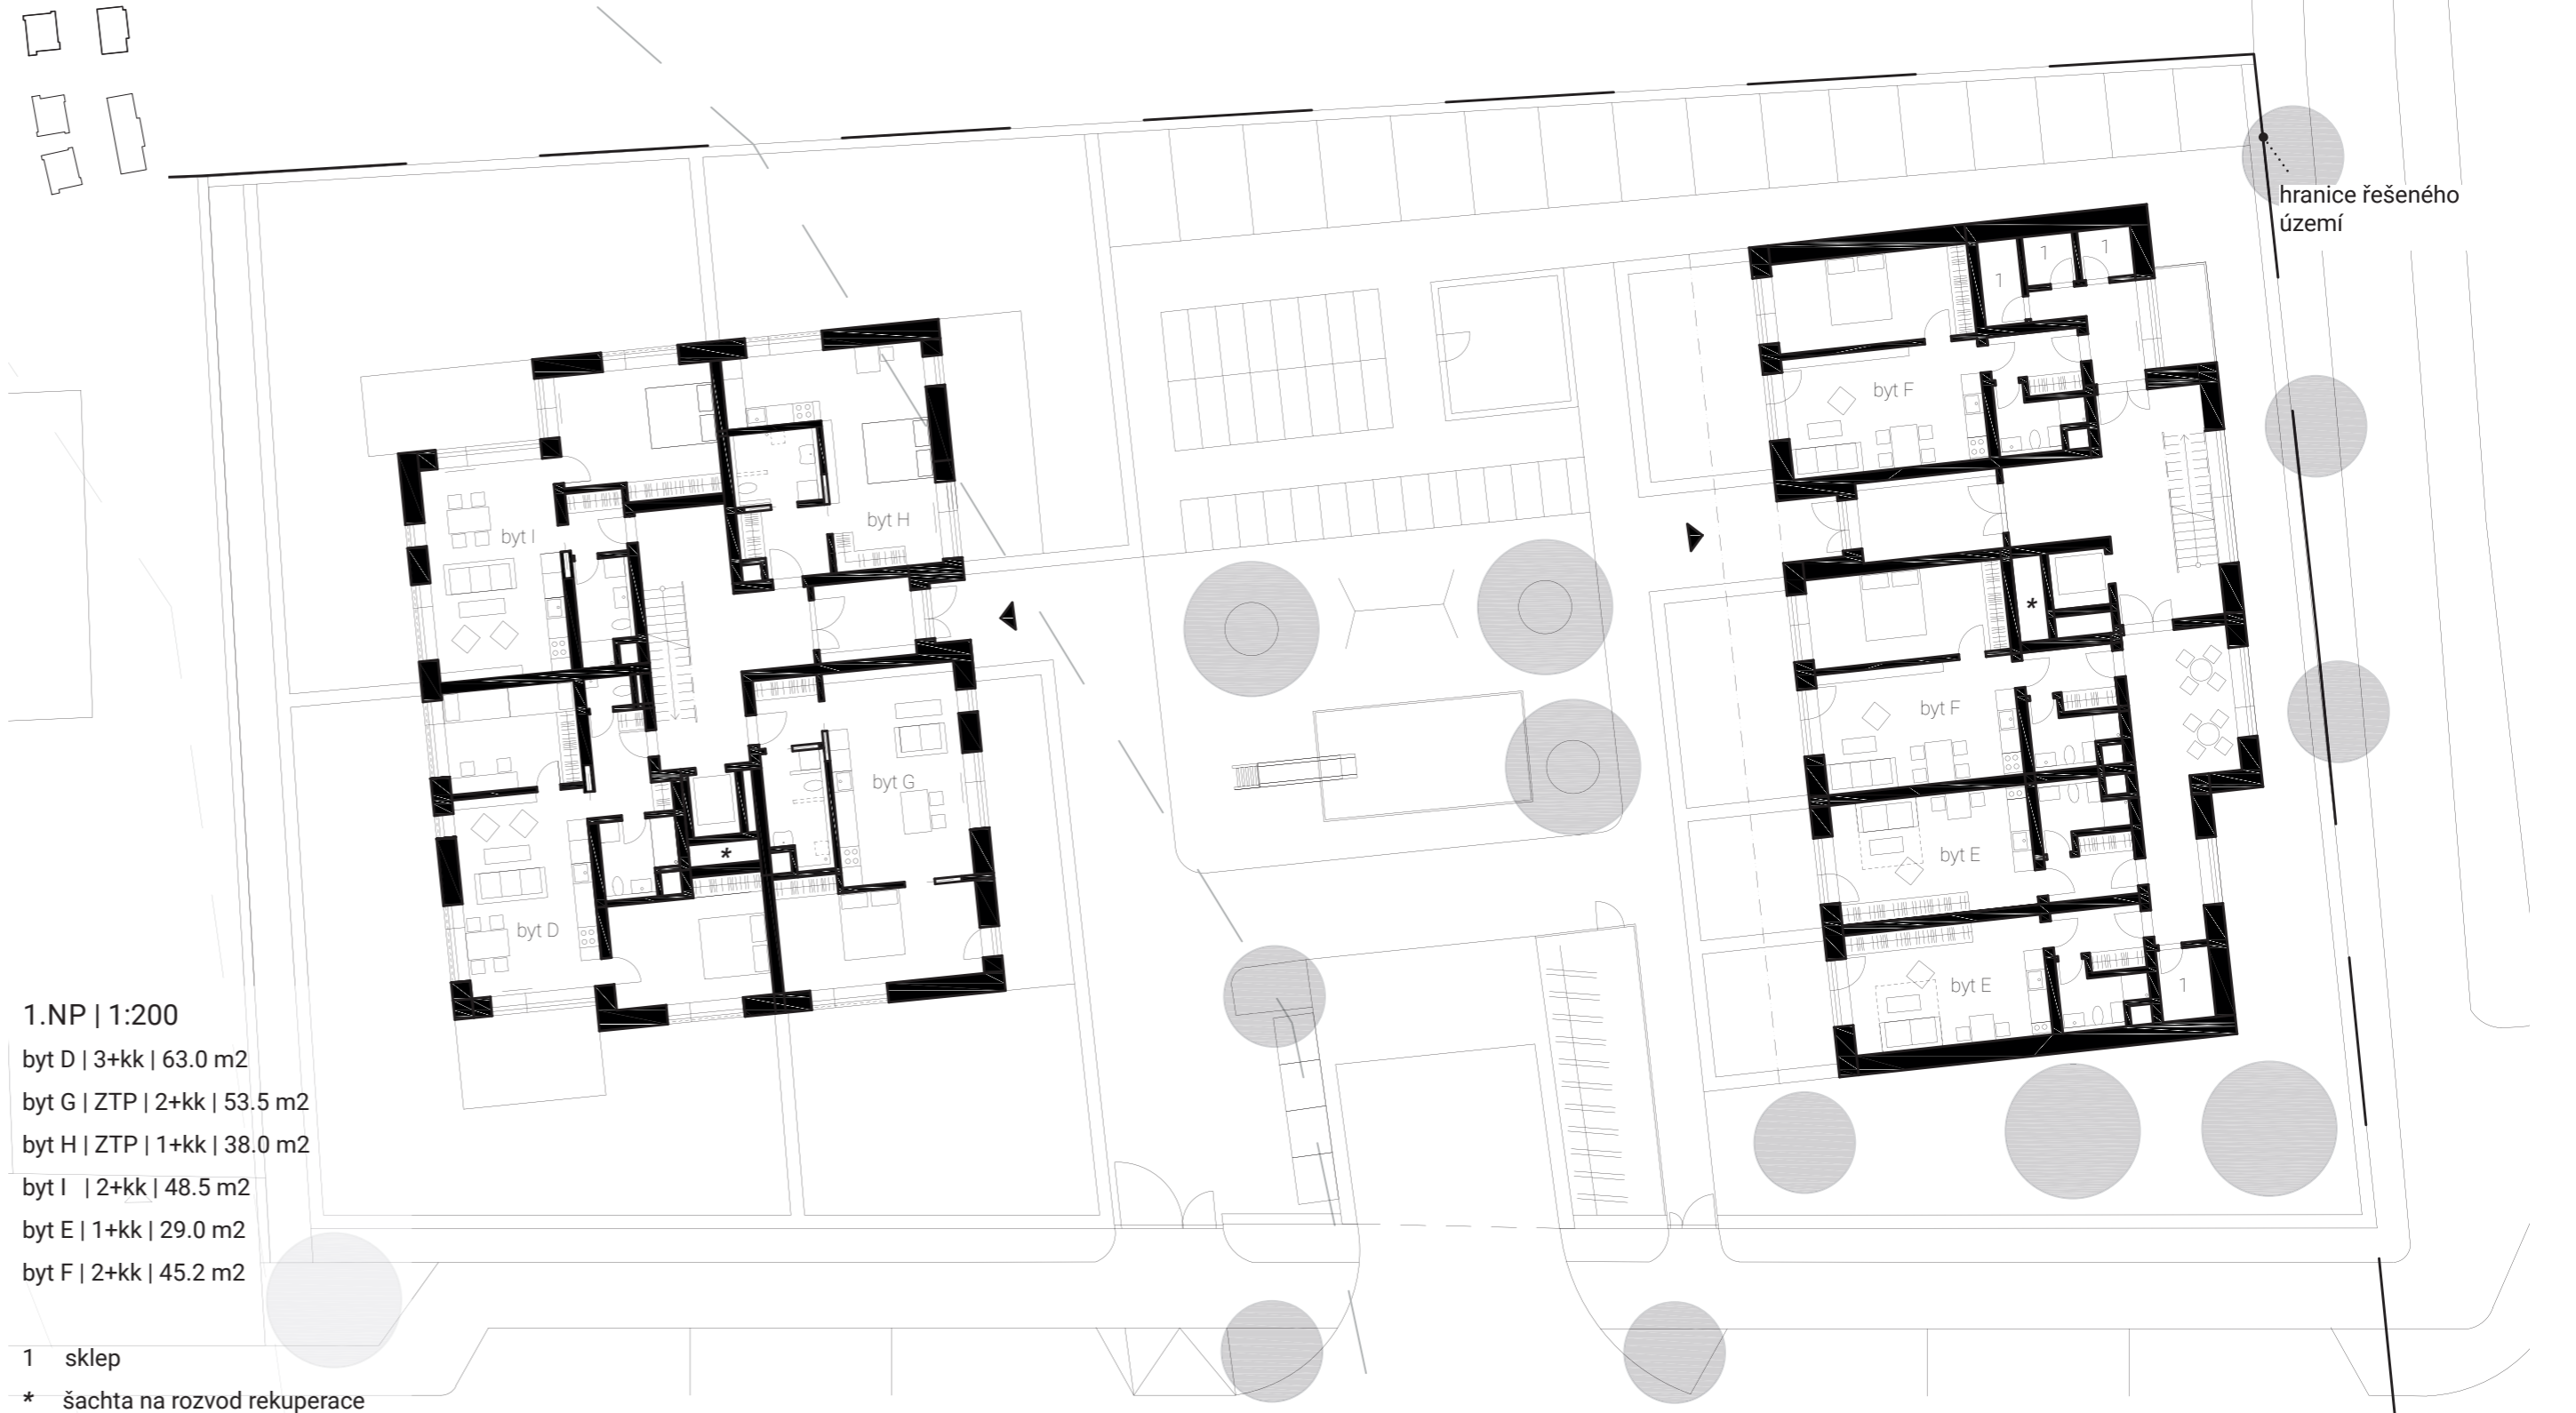 hranice řešeného
území
1
1
1
byt F
byt I
byt H
*
byt F
byt G
byt E
*
byt D
byt E
1
1.NP | 1:200
byt D | 3+kk | 63.0 m2
byt G | ZTP | 2+kk | 53.5 m2
byt H | ZTP | 1+kk | 38.0 m2
byt I | 2+kk | 48.5 m2
byt E | 1+kk | 29.0 m2
byt F | 2+kk | 45.2 m2
1 sklep
* šachta na rozvod rekuperace